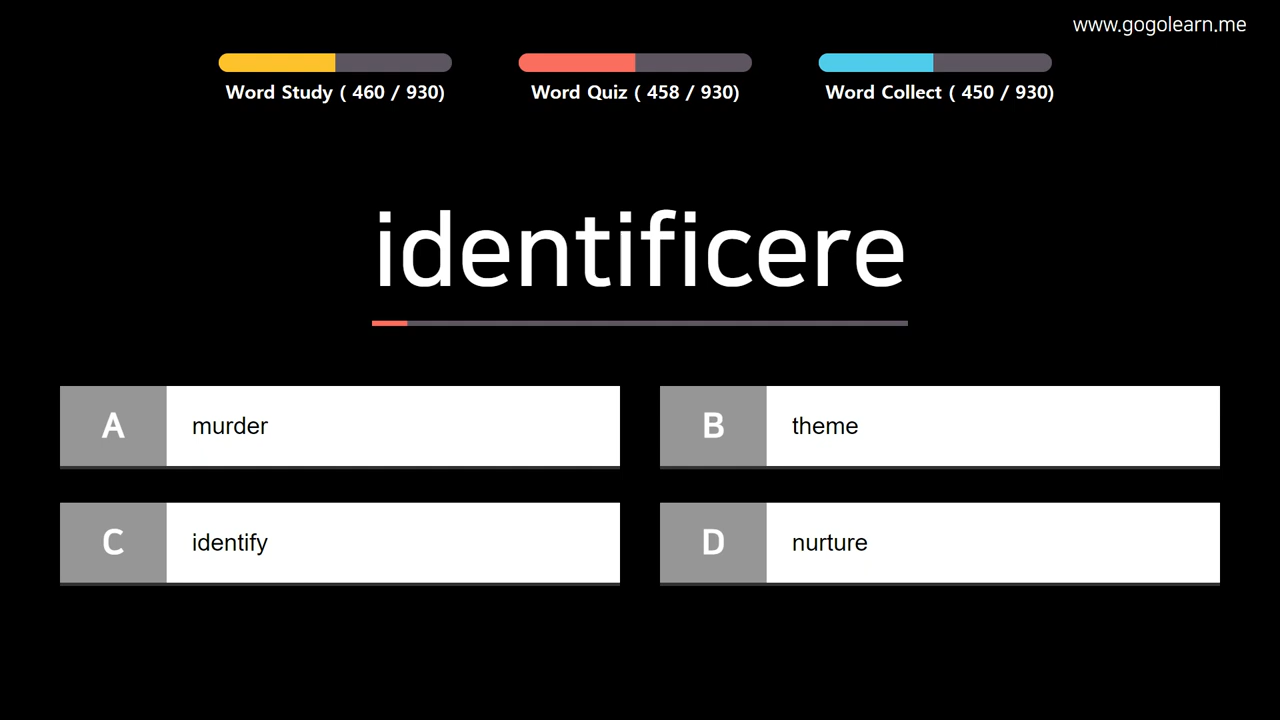 www.gogolearn.me
Word Study ( 460 / 930)
Word Quiz ( 458 / 930)
Word Collect ( 450 / 930)
identificere
A murder
B theme
C identify
D nurture